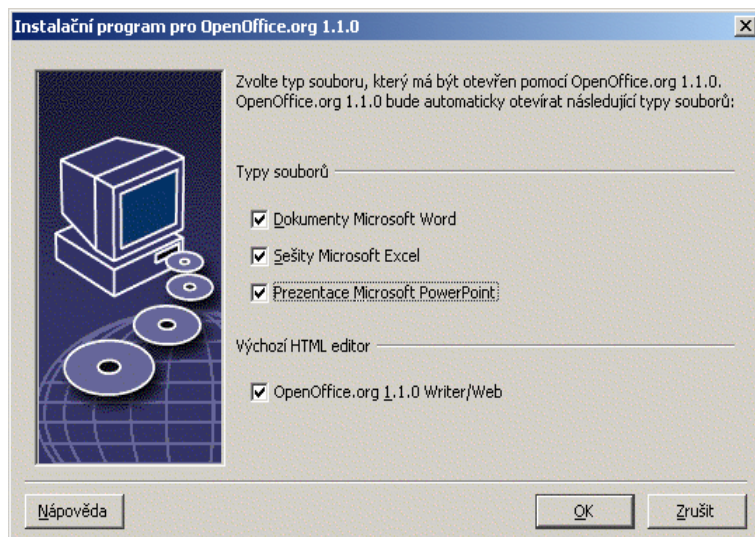 Instalační program pro OpenOffice.org 1.1.0
Zvolte typ souboru, který má být otevřen pomocí OpenOffice.org 1.1.0.
OpenOffice.org 1.1.0 bude automaticky otevírat následující typy souborů:
Typy souborů
Dokumenty Microsoft Word
Sešity Microsoft Excel
Prezentace Microsoft PowerPoint
Výchozí HTML editor
OpenOffice.org 1.1.0 Writer/Web
Nápověda
OK
Zrušit